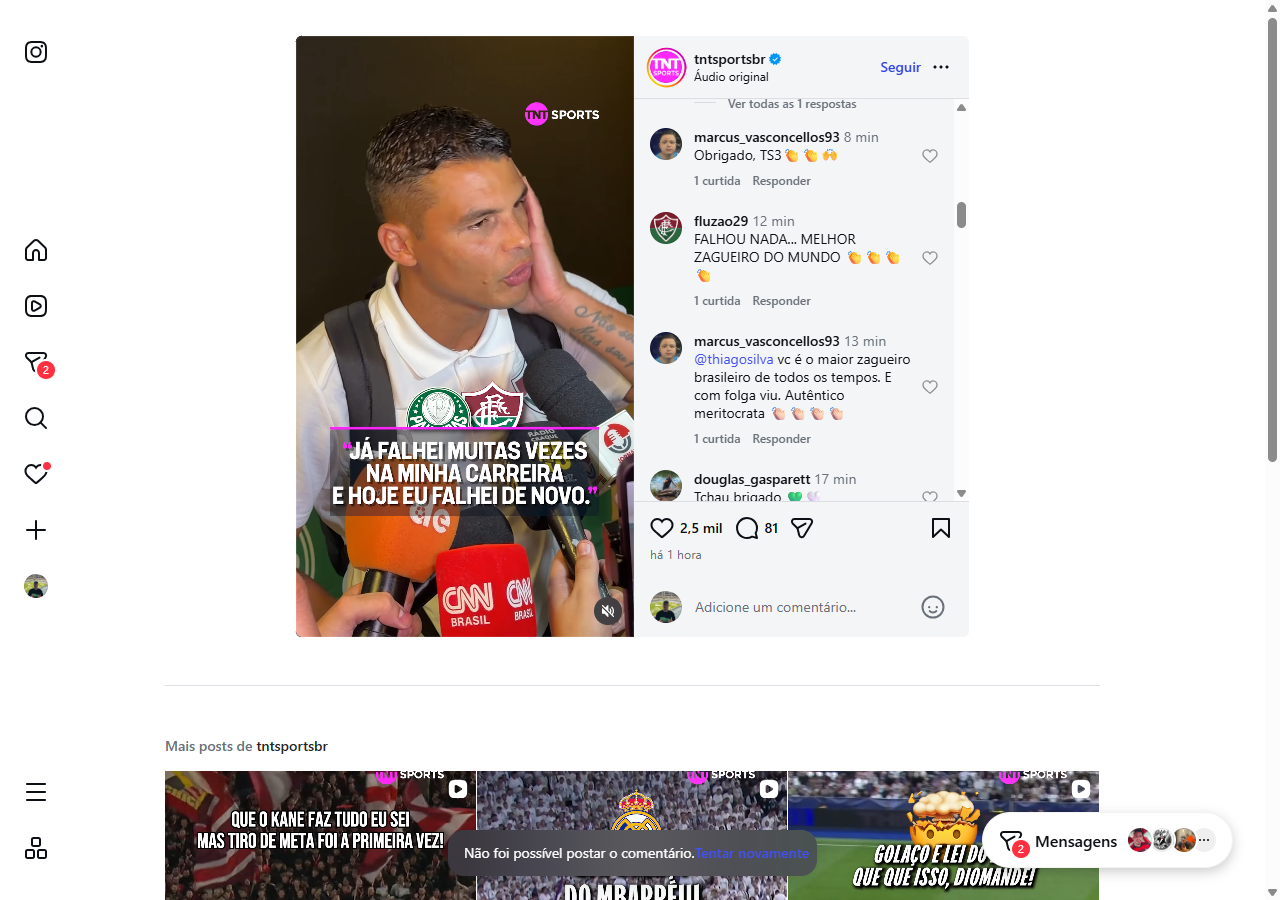 TNT SPORTS
"JÁ FALHEI MUITAS VEZES
NA MINHA CARREIRA
E HOJE EU FALHEI DE NOVO."
CNN
BRASIL
CNN
BRASIL
TNT
SPORTS
tntsportsbr
Áudio original
Seguir
Ver todas as 1 respostas
marcus_vasconcellos93 8 min
Obrigado, TS3👏👏🙌
1 curtida Responder
fluzao29 12 min
FALHOU NADA... MELHOR
ZAGUEIRO DO MUNDO 👏👏👏
👏
1 curtida Responder
marcus_vasconcellos93 13 min
@thiagosilva vc é o maior zagueiro
brasileiro de todos os tempos. E
com folga viu. Autêntico
meritocrata 👏🏻👏🏻👏🏻👏🏻
1 curtida Responder
douglas_gasparett 17 min
Tchau brigado 💚🤍
2,5 mil 81
há 1 hora
Adicione um comentário...
2
Mais posts de tntsportsbr
TNT SPORTS
QUE O KANE FAZ TUDO EU SEI
MAS TIRO DE META FOI A PRIMEIRA VEZ!
TNT SPORTS
DO MBAPPÉ!!
TNT SPORTS
GOLAÇO E LEI DO
QUE QUE ISSO, DIOMANDE!
Não foi possível postar o comentário. Tentar novamente
2
Mensagens